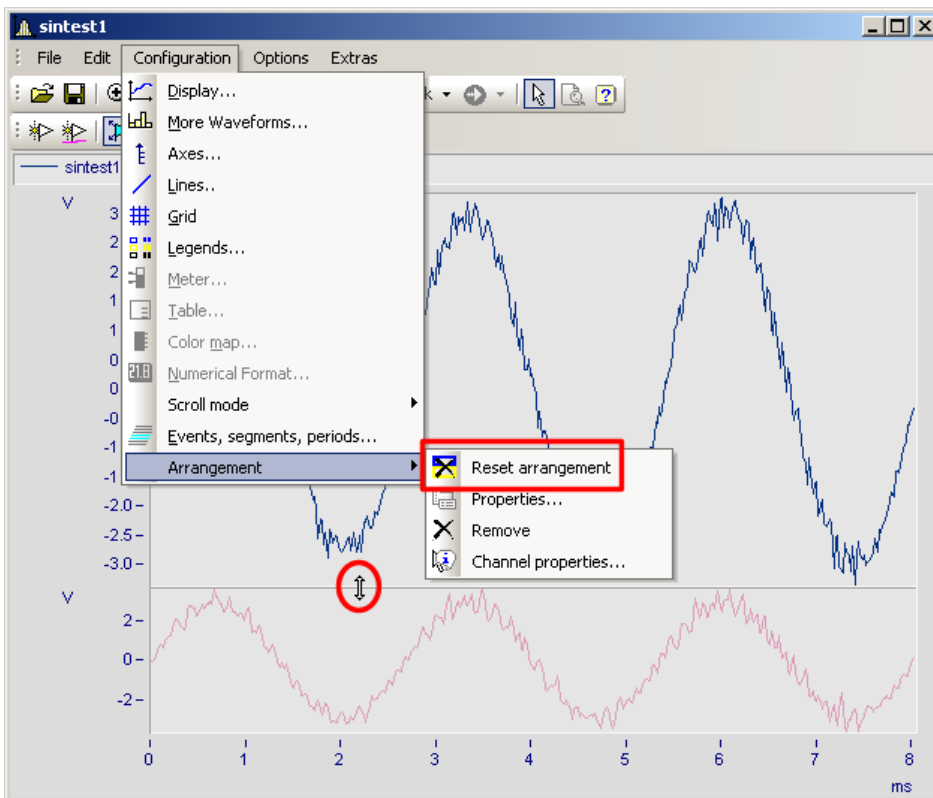 sintest1
File Edit Configuration Options Extras
Display...
More Waveforms...
Axes...
Lines..
Grid
Legends...
Meter...
Table...
Color map...
21.8 Numerical Format...
Scroll mode
Events, segments, periods...
Arrangement
Reset arrangement
Properties...
Remove
Channel properties...
sintest1
V
3
2
2
1
1
0
0
-0
-1
-1
-2.0
-2.5
-3.0
V
2
0
-2
0 1 2 3 4 5 6 7 8
ms